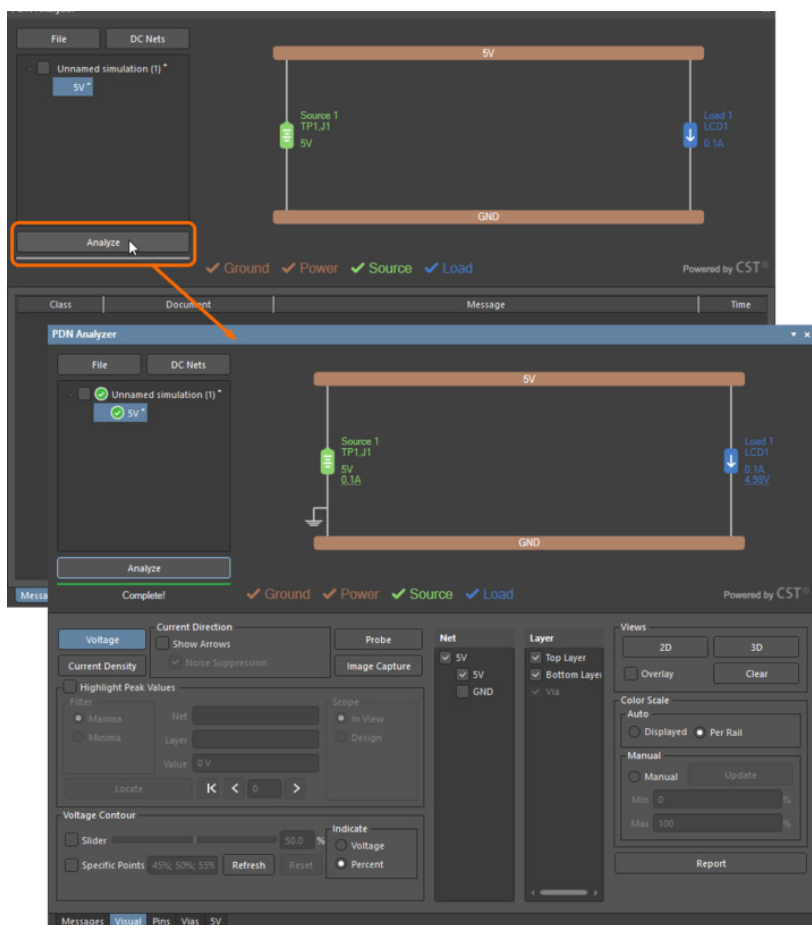 File DC Nets
Unnamed simulation (1) *
5V *
5V
Source 1
TP1,J1
5V
Load 1
LCD1
0.1A
GND
Analyze
Ground Power Source Load
Powered by CST®
Class Document Message Time
PDN Analyzer
File DC Nets
Unnamed simulation (1) *
5V *
5V
Source 1
TP1,J1
5V
0.1A
Load 1
LCD1
0.1A
4.98V
GND
Analyze
Complete!
Ground Power Source Load
Powered by CST®
Voltage
Current Density
Current Direction
Show Arrows
Noise Suppression
Probe
Image Capture
Highlight Peak Values
Filter
Maxima
Minima
Net
Layer
Value 0 V
Scope
In View
Design
Locate 0
Voltage Contour
Slider 50.0 %
Specific Points 45%; 50%; 55% Refresh Reset
Indicate
Voltage
Percent
Net
5V
5V
GND
Layer
Top Layer
Bottom Layer
Via
Views
2D 3D
Overlay Clear
Color Scale
Auto
Displayed Per Rail
Manual
Manual Update
Min 0 %
Max 100 %
Report
Messages Visual Pins Vias 5V